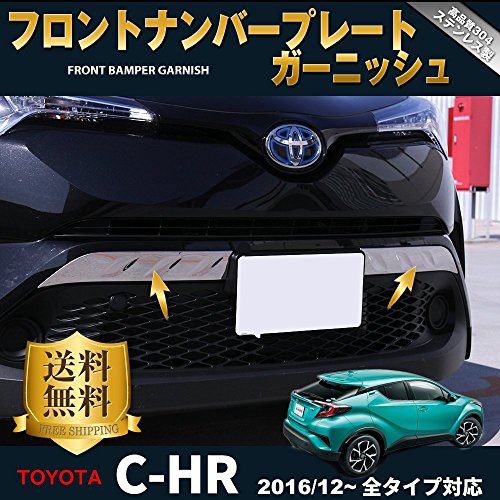 フロントナンバープレート
ガーニッシュ
高品質304
ステンレス製
FRONT BAMPER GARNISH
送料
無料
FREE SHIPPING
TOYOTA C-HR 2016/12~ 全タイプ対応